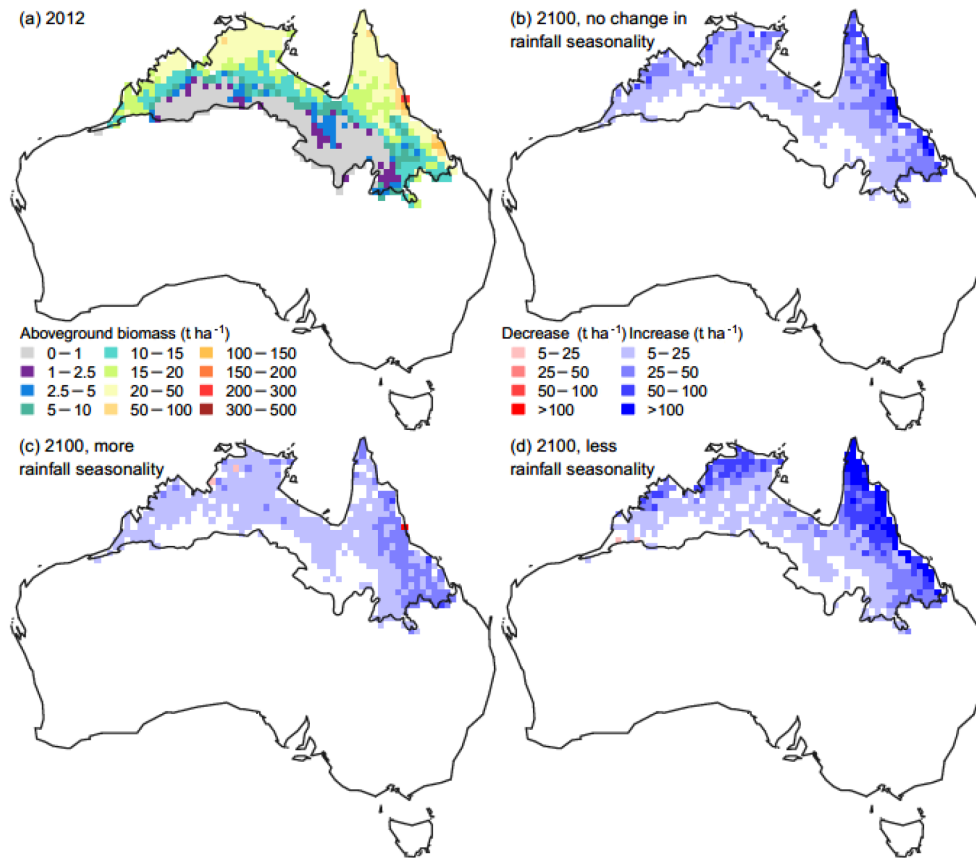 (a) 2012
(b) 2100, no change in
rainfall seasonality
Aboveground biomass (t ha⁻¹)
0–1 10–15 100–150
1–2.5 15–20 150–200
2.5–5 20–50 200–300
5–10 50–100 300–500
Decrease (t ha⁻¹) Increase (t ha⁻¹)
5–25 5–25
25–50 25–50
50–100 50–100
>100 >100
(c) 2100, more
rainfall seasonality
(d) 2100, less
rainfall seasonality